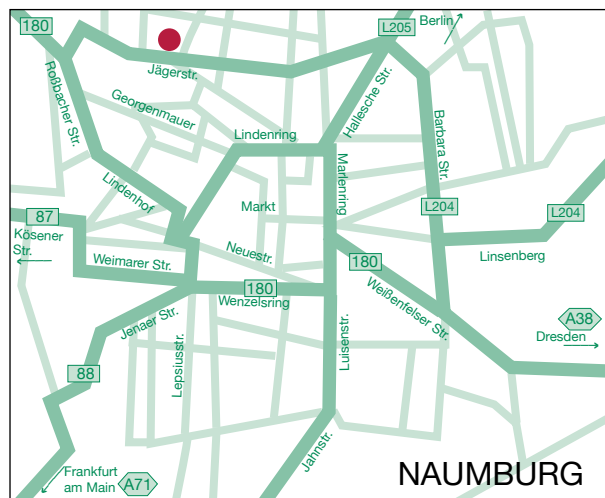 180
L205
Berlin
Jägerstr.
Roßbacher Str.
Georgenmauer
Hallesche Str.
Lindenring
Barbara Str.
Lindenhof
Marienring
Markt
L204
L204
87
Kösener
Str.
Neuestr.
Linsenberg
Weimarer Str.
180
180
Wenzelsring
Weißenfelser Str.
A38
Jenaer Str.
Dresden
Lepsiusstr.
Luisenstr.
88
Jahnstr.
Frankfurt
am Main
A71
NAUMBURG